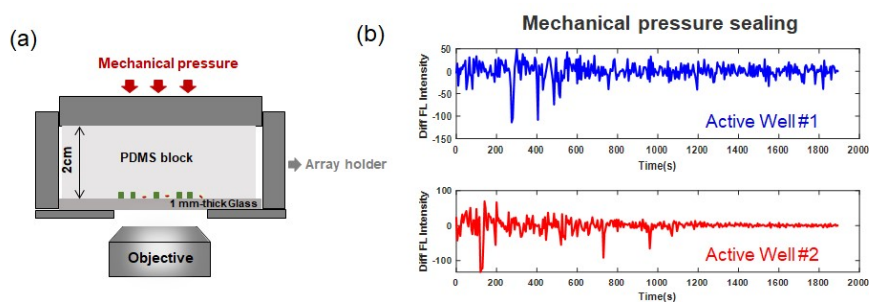 (a)
Mechanical pressure
2cm
PDMS block
Array holder
1 mm-thick Glass
Objective
(b)
Mechanical pressure sealing
Diff FL Intensity
50
0
-50
-100
-150
Active Well #1
0 200 400 600 800 1000 1200 1400 1600 1800 2000
Time(s)
Diff FL Intensity
100
0
-100
Active Well #2
0 200 400 600 800 1000 1200 1400 1600 1800 2000
Time(s)